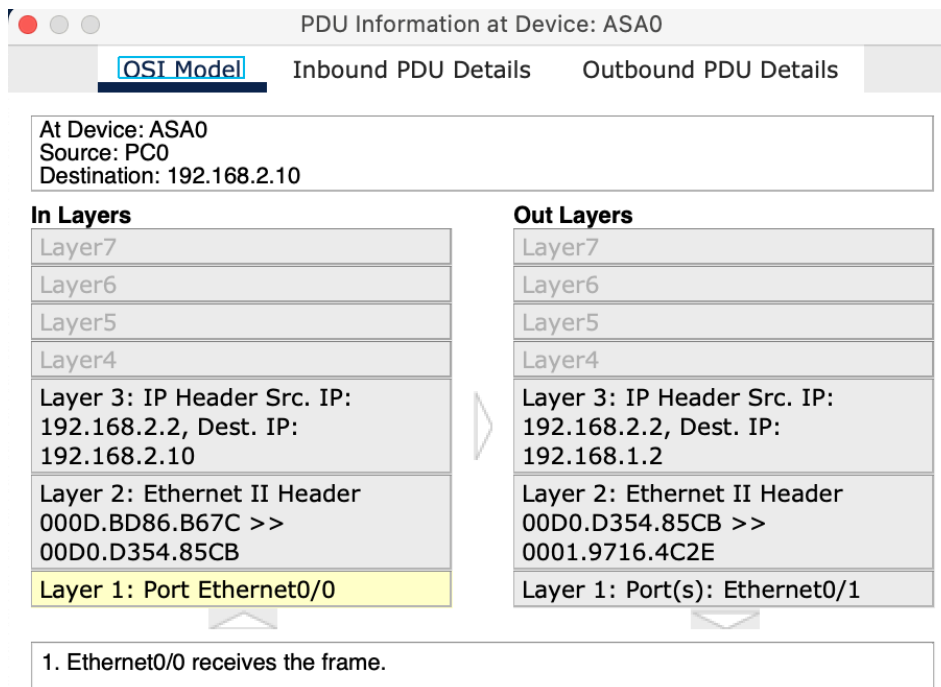 PDU Information at Device: ASA0
OSI Model Inbound PDU Details Outbound PDU Details
At Device: ASA0
Source: PC0
Destination: 192.168.2.10
In Layers
Layer7
Layer6
Layer5
Layer4
Layer 3: IP Header Src. IP:
192.168.2.2, Dest. IP:
192.168.2.10
Layer 2: Ethernet II Header
000D.BD86.B67C >>
00D0.D354.85CB
Layer 1: Port Ethernet0/0
Out Layers
Layer7
Layer6
Layer5
Layer4
Layer 3: IP Header Src. IP:
192.168.2.2, Dest. IP:
192.168.1.2
Layer 2: Ethernet II Header
00D0.D354.85CB >>
0001.9716.4C2E
Layer 1: Port(s): Ethernet0/1
1. Ethernet0/0 receives the frame.